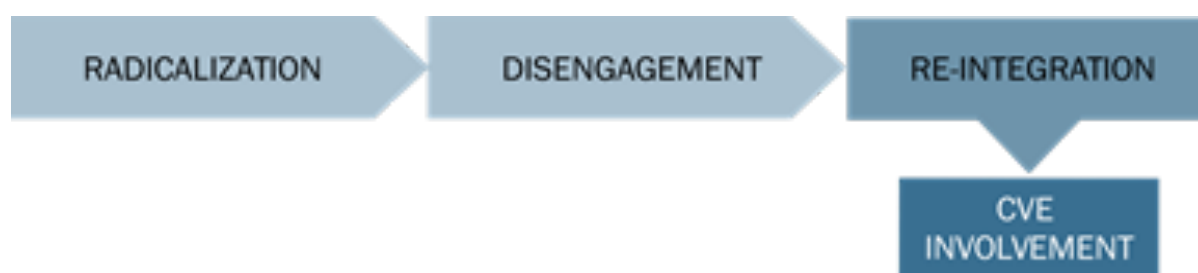 RADICALIZATION
DISENGAGEMENT
RE-INTEGRATION
CVE
INVOLVEMENT